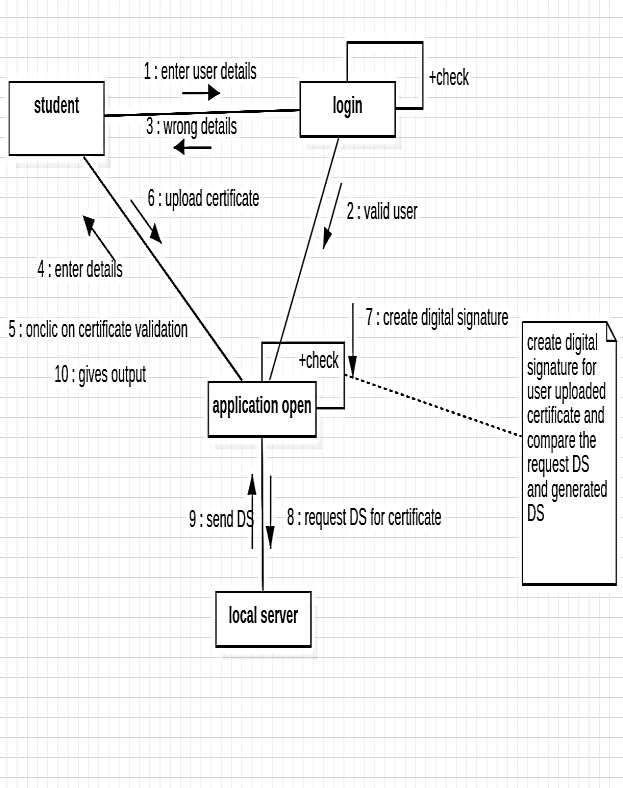 1 : enter user details
+check
student
login
3 : wrong details
6 : upload certificate
2 : valid user
4 : enter details
7 : create digital signature
5 : onclic on certificate validation
create digital
signature for
user uploaded
certificate and
compare the
request DS
and generated
DS
+check
10 : gives output
application open
9 : send DS
8 : request DS for certificate
local server